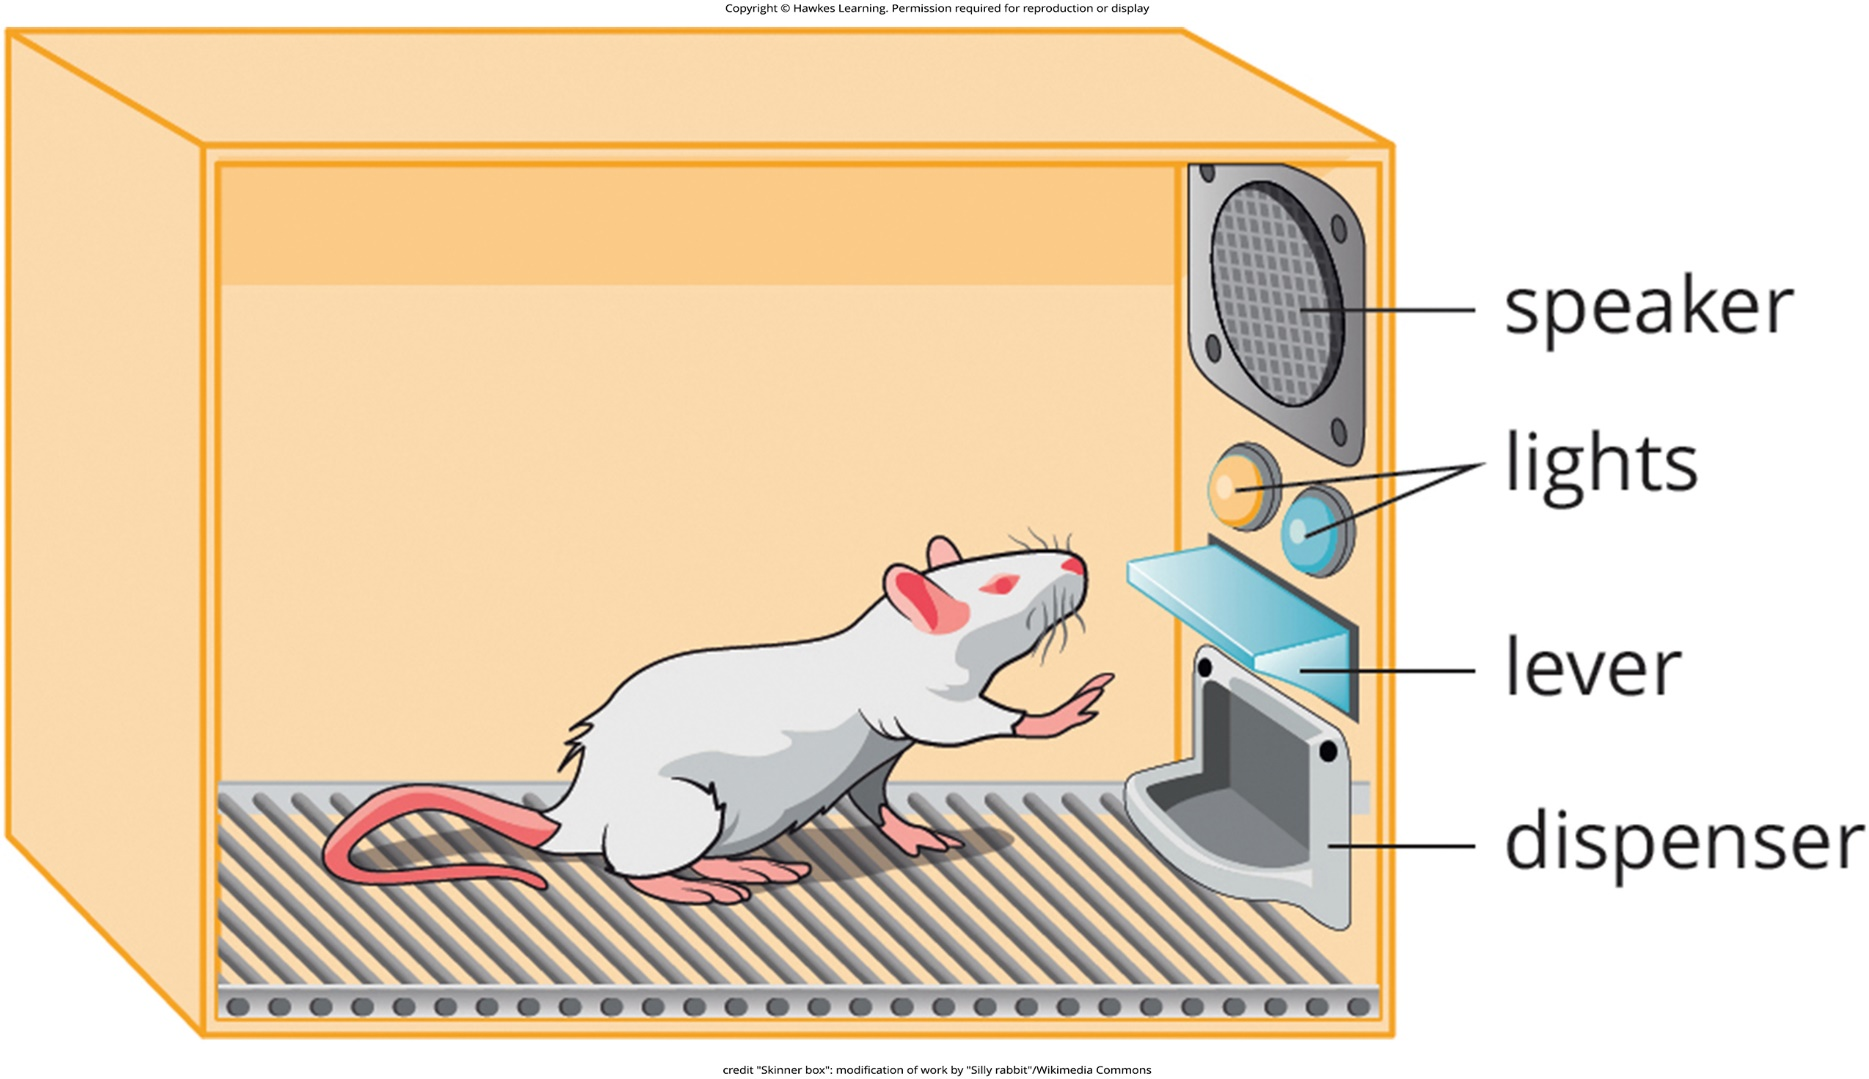 Copyright © Hawkes Learning. Permission required for reproduction or display
speaker
lights
lever
dispenser
credit "Skinner box": modification of work by "Silly rabbit"/Wikimedia Commons